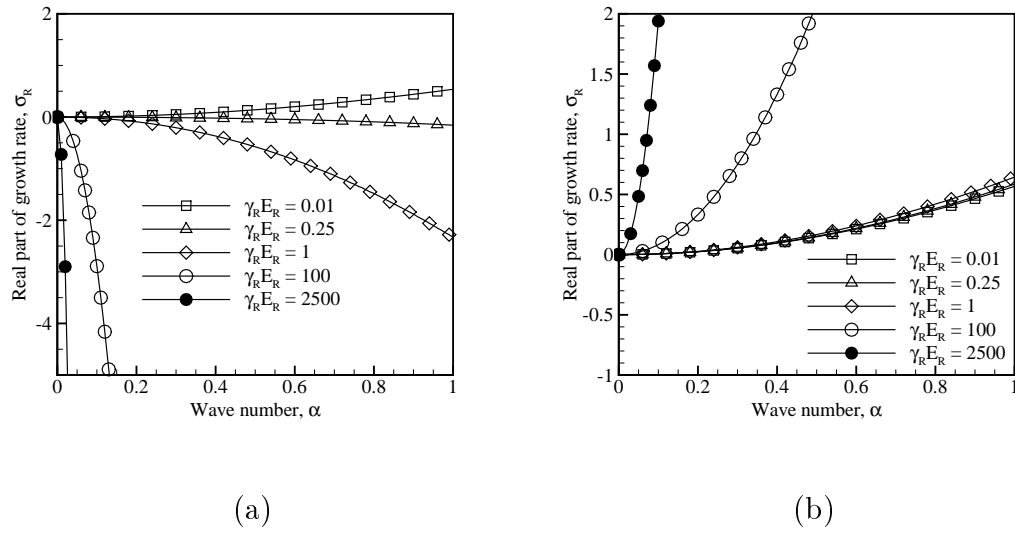 Real part of growth rate, σR
2
0
-2
-4
γRER = 0.01
γRER = 0.25
γRER = 1
γRER = 100
γRER = 2500
0 0.2 0.4 0.6 0.8 1
Wave number, α
(a)
Real part of growth rate, σR
2
1.5
1
0.5
0
-0.5
-1
γRER = 0.01
γRER = 0.25
γRER = 1
γRER = 100
γRER = 2500
0 0.2 0.4 0.6 0.8 1
Wave number, α
(b)